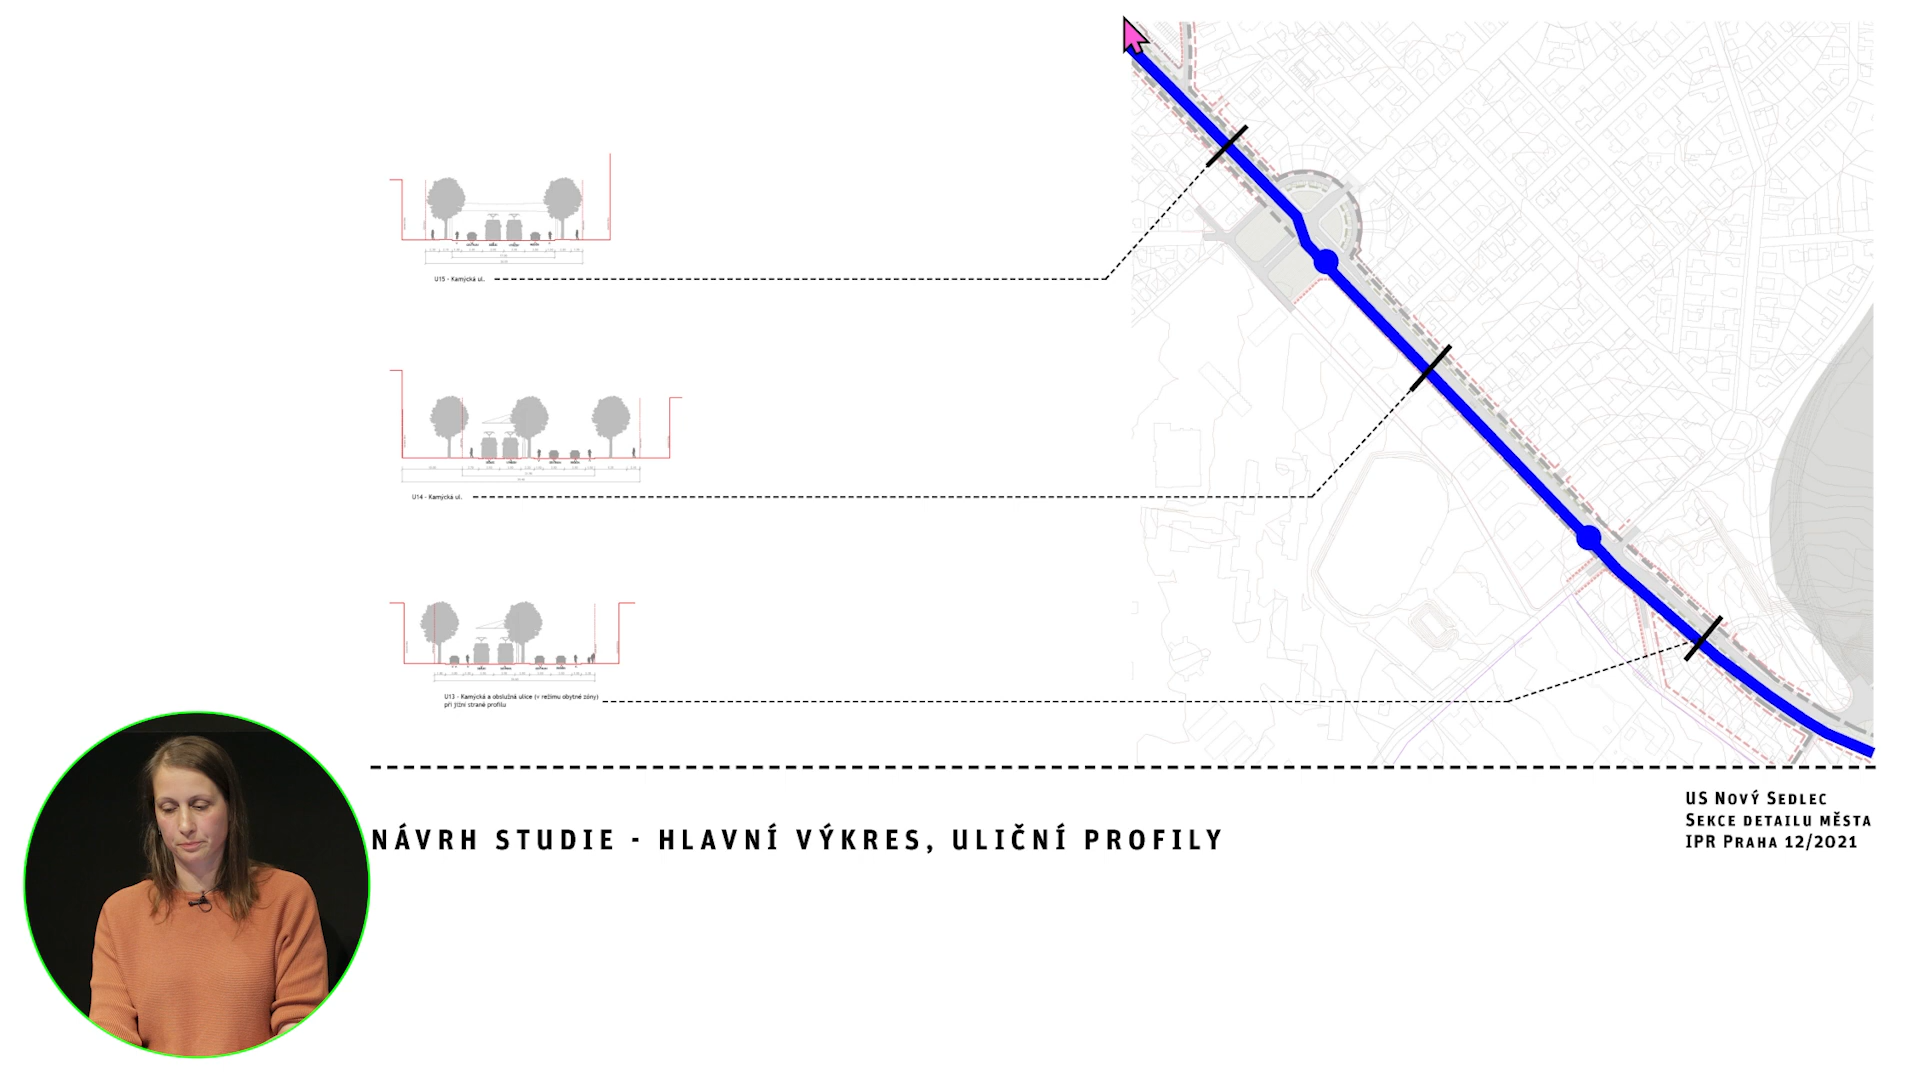 U15 - Kamýcká ul.
U14 - Kamýcká ul.
U13 - Kamýcká a obslužná ulice (v režimu obytné zóny)
při jižní straně profilu
NÁVRH STUDIE - HLAVNÍ VÝKRES, ULIČNÍ PROFILY
US NOVÝ SEDLEC
SEKCE DETAILU MĚSTA
IPR PRAHA 12/2021